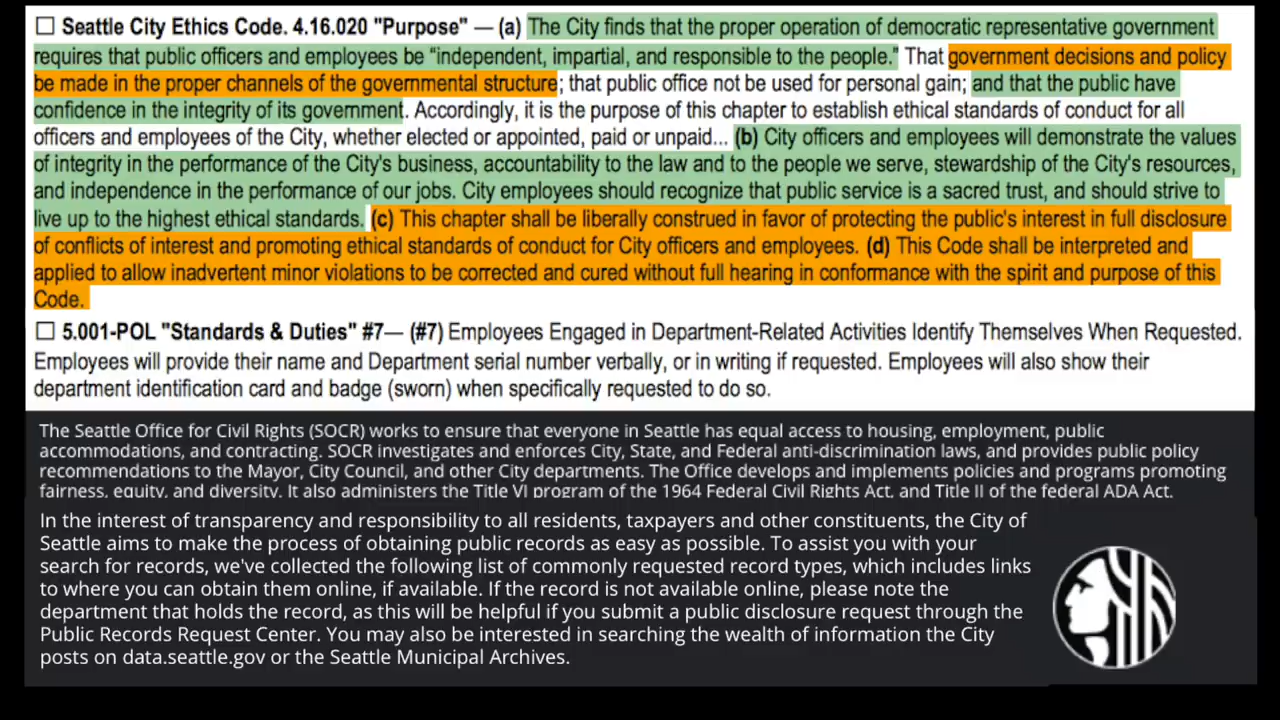 ☐ Seattle City Ethics Code. 4.16.020 "Purpose" — (a) The City finds that the proper operation of democratic representative government
requires that public officers and employees be “independent, impartial, and responsible to the people.” That government decisions and policy
be made in the proper channels of the governmental structure; that public office not be used for personal gain; and that the public have
confidence in the integrity of its government. Accordingly, it is the purpose of this chapter to establish ethical standards of conduct for all
officers and employees of the City, whether elected or appointed, paid or unpaid... (b) City officers and employees will demonstrate the values
of integrity in the performance of the City's business, accountability to the law and to the people we serve, stewardship of the City's resources,
and independence in the performance of our jobs. City employees should recognize that public service is a sacred trust, and should strive to
live up to the highest ethical standards. (c) This chapter shall be liberally construed in favor of protecting the public's interest in full disclosure
of conflicts of interest and promoting ethical standards of conduct for City officers and employees. (d) This Code shall be interpreted and
applied to allow inadvertent minor violations to be corrected and cured without full hearing in conformance with the spirit and purpose of this
Code.
☐ 5.001-POL "Standards & Duties" #7— (#7) Employees Engaged in Department-Related Activities Identify Themselves When Requested.
Employees will provide their name and Department serial number verbally, or in writing if requested. Employees will also show their
department identification card and badge (sworn) when specifically requested to do so.
The Seattle Office for Civil Rights (SOCR) works to ensure that everyone in Seattle has equal access to housing, employment, public
accommodations, and contracting. SOCR investigates and enforces City, State, and Federal anti-discrimination laws, and provides public policy
recommendations to the Mayor, City Council, and other City departments. The Office develops and implements policies and programs promoting
fairness, equity, and diversity. It also administers the Title VI program of the 1964 Federal Civil Rights Act, and Title II of the federal ADA Act.
In the interest of transparency and responsibility to all residents, taxpayers and other constituents, the City of
Seattle aims to make the process of obtaining public records as easy as possible. To assist you with your
search for records, we've collected the following list of commonly requested record types, which includes links
to where you can obtain them online, if available. If the record is not available online, please note the
department that holds the record, as this will be helpful if you submit a public disclosure request through the
Public Records Request Center. You may also be interested in searching the wealth of information the City
posts on data.seattle.gov or the Seattle Municipal Archives.